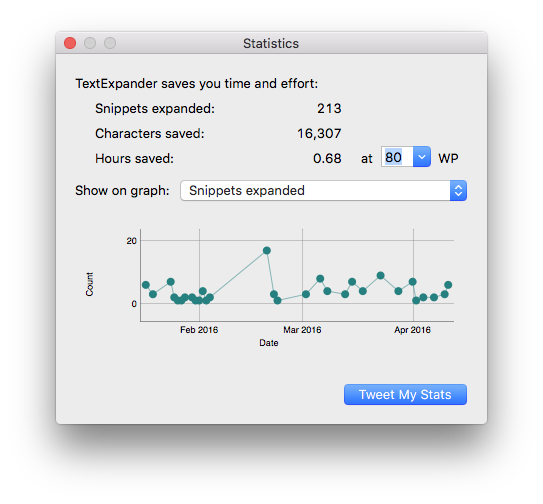 Statistics
TextExpander saves you time and effort:
Snippets expanded: 213
Characters saved: 16,307
Hours saved: 0.68 at 80 WP
Show on graph: Snippets expanded
20
Count
0
Feb 2016 Mar 2016 Apr 2016
Date
Tweet My Stats